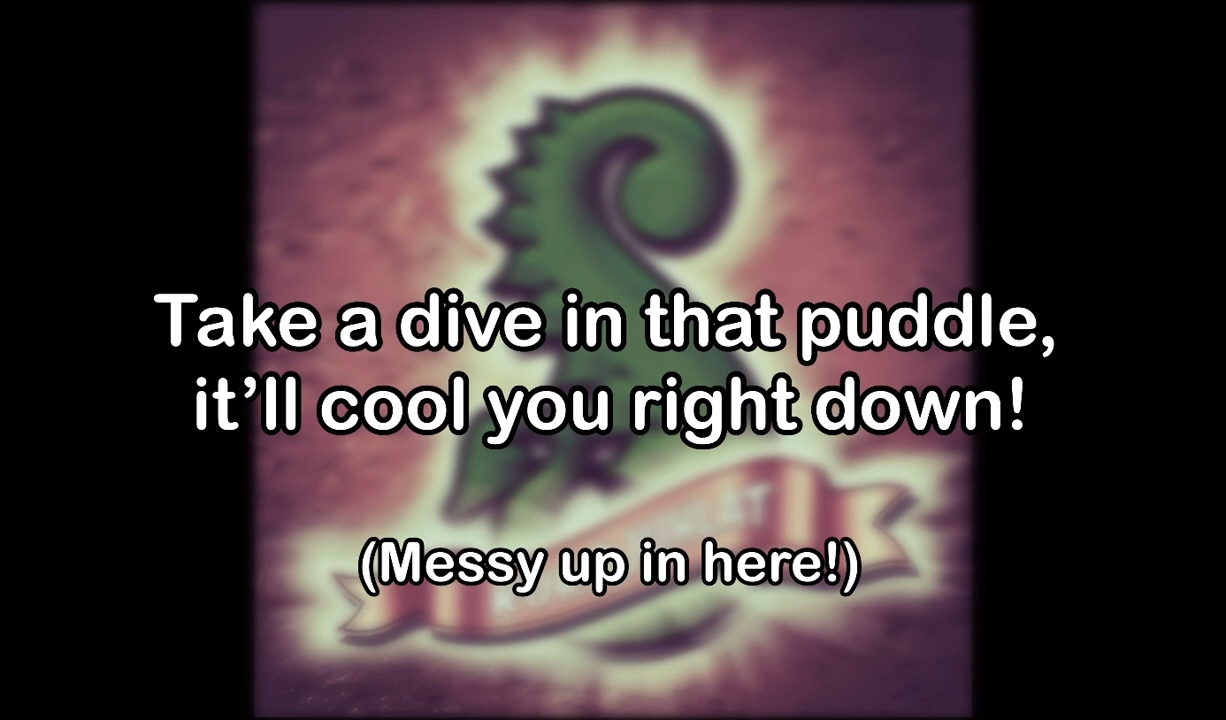 Take a dive in that puddle,
it’ll cool you right down!
(Messy up in here!)